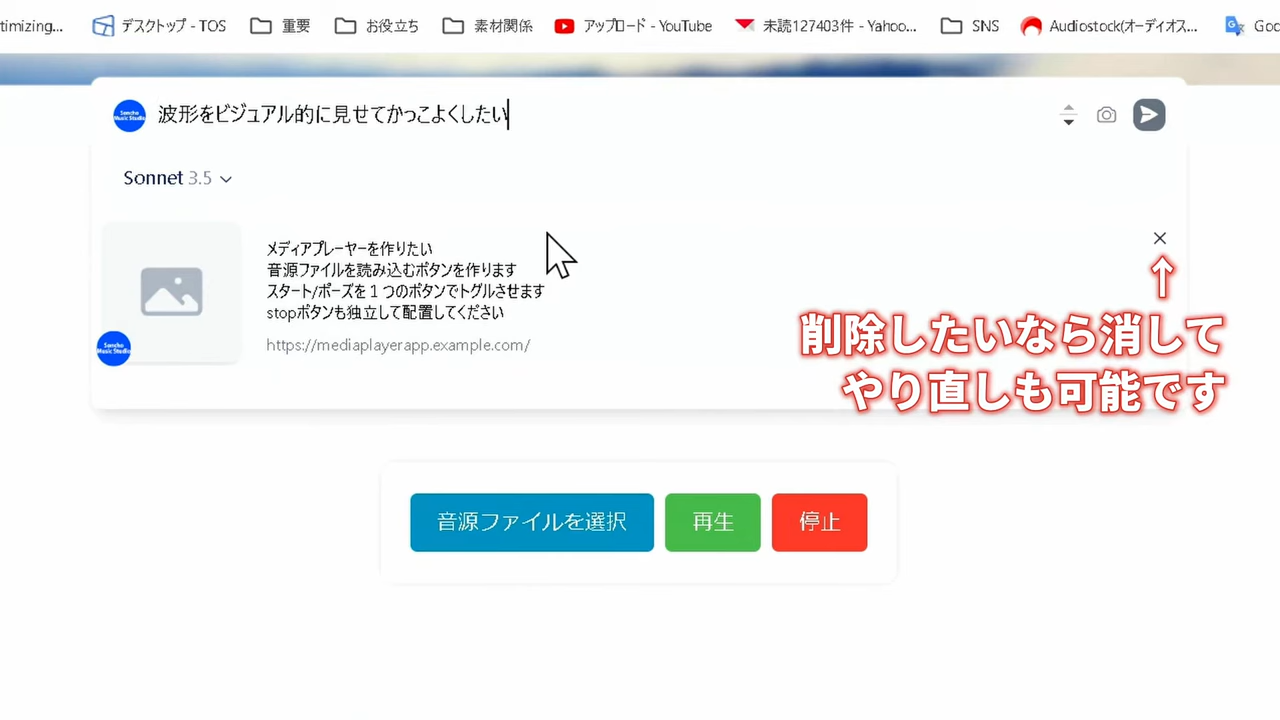 timizing...
デスクトップ - TOS
重要
お役立ち
素材関係
アップロード - YouTube
未読127403件 - Yahoo...
SNS
Audiostock(オーディオス...
Goo
Sencho
Music Studio
波形をビジュアル的に見せてかっこよくしたい
Sonnet 3.5
メディアプレーヤーを作りたい
音源ファイルを読み込むボタンを作ります
スタート/ポーズを１つのボタンでトグルさせます
stopボタンも独立して配置してください
Sencho
Music Studio
https://mediaplayerapp.example.com/
↑
削除したいなら消して
やり直しも可能です
音源ファイルを選択
再生
停止